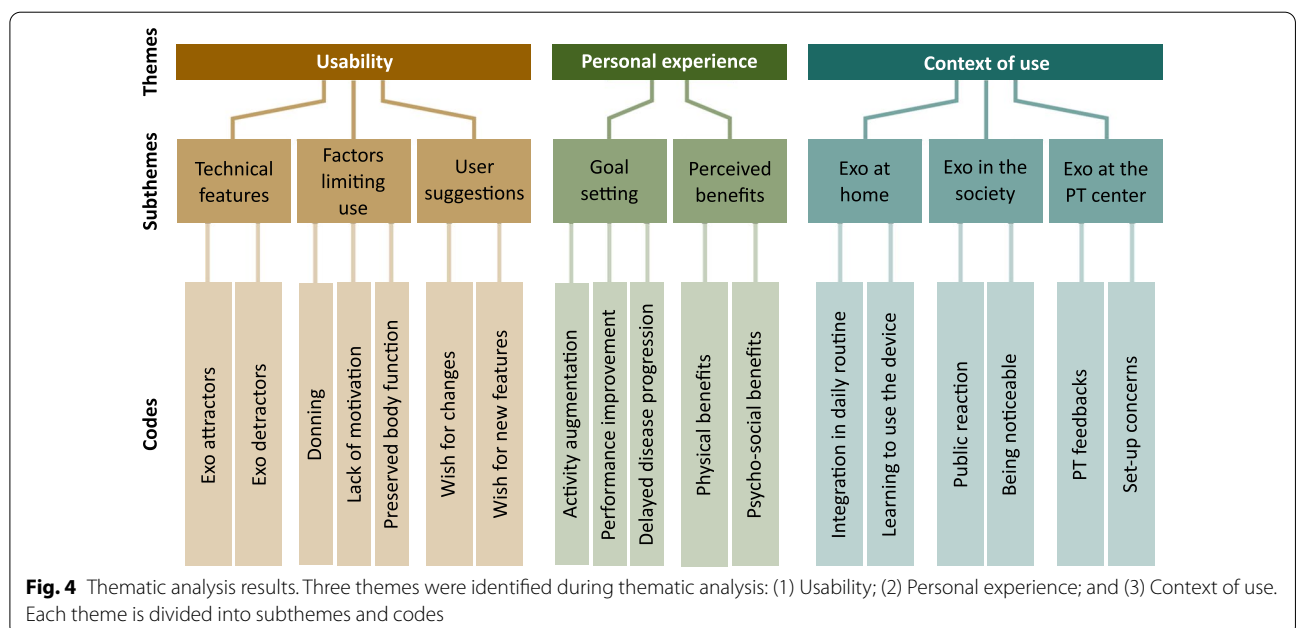 Themes
Usability
Personal experience
Context of use
Subthemes
Technical
features
Factors
limiting
use
User
suggestions
Goal
setting
Perceived
benefits
Exo at
home
Exo in the
society
Exo at the
PT center
Codes
Exo attractors
Exo detractors
Donning
Lack of motivation
Preserved body function
Wish for changes
Wish for new features
Activity augmentation
Performance improvement
Delayed disease progression
Physical benefits
Psycho-social benefits
Integration in daily routine
Learning to use the device
Public reaction
Being noticeable
PT feedbacks
Set-up concerns
Fig. 4 Thematic analysis results. Three themes were identified during thematic analysis: (1) Usability; (2) Personal experience; and (3) Context of use.
Each theme is divided into subthemes and codes